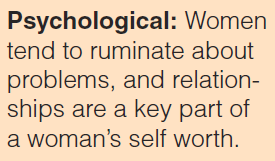 Psychological: Women
tend to ruminate about
problems, and relation-
ships are a key part of
a woman's self worth.